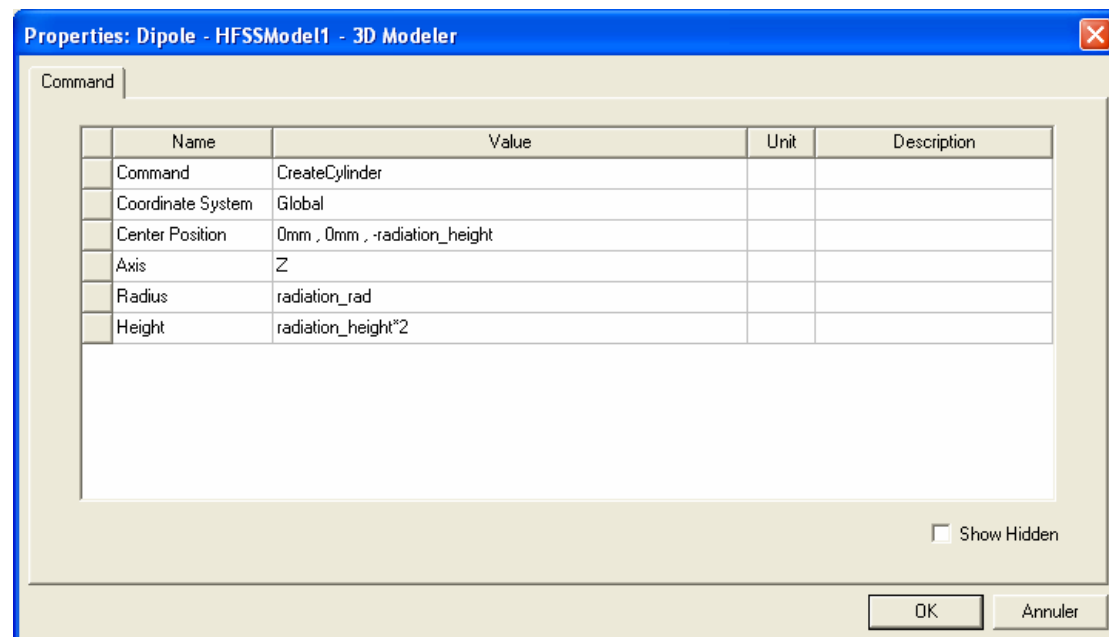 Properties: Dipole - HFSSModel1 - 3D Modeler
Command
Name Value Unit Description
Command CreateCylinder
Coordinate System Global
Center Position 0mm , 0mm , -radiation_height
Axis Z
Radius radiation_rad
Height radiation_height*2
Show Hidden
OK Annuler